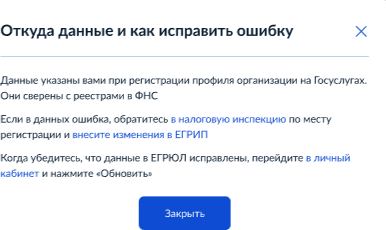 Откуда данные и как исправить ошибку
Данные указаны вами при регистрации профиля организации на Госуслугах.
Они сверены с реестрами в ФНС
Если в данных ошибка, обратитесь в налоговую инспекцию по месту
регистрации и внесите изменения в ЕГРИП
Когда убедитесь, что данные в ЕГРЮЛ исправлены, перейдите в личный
кабинет и нажмите «Обновить»
Закрыть